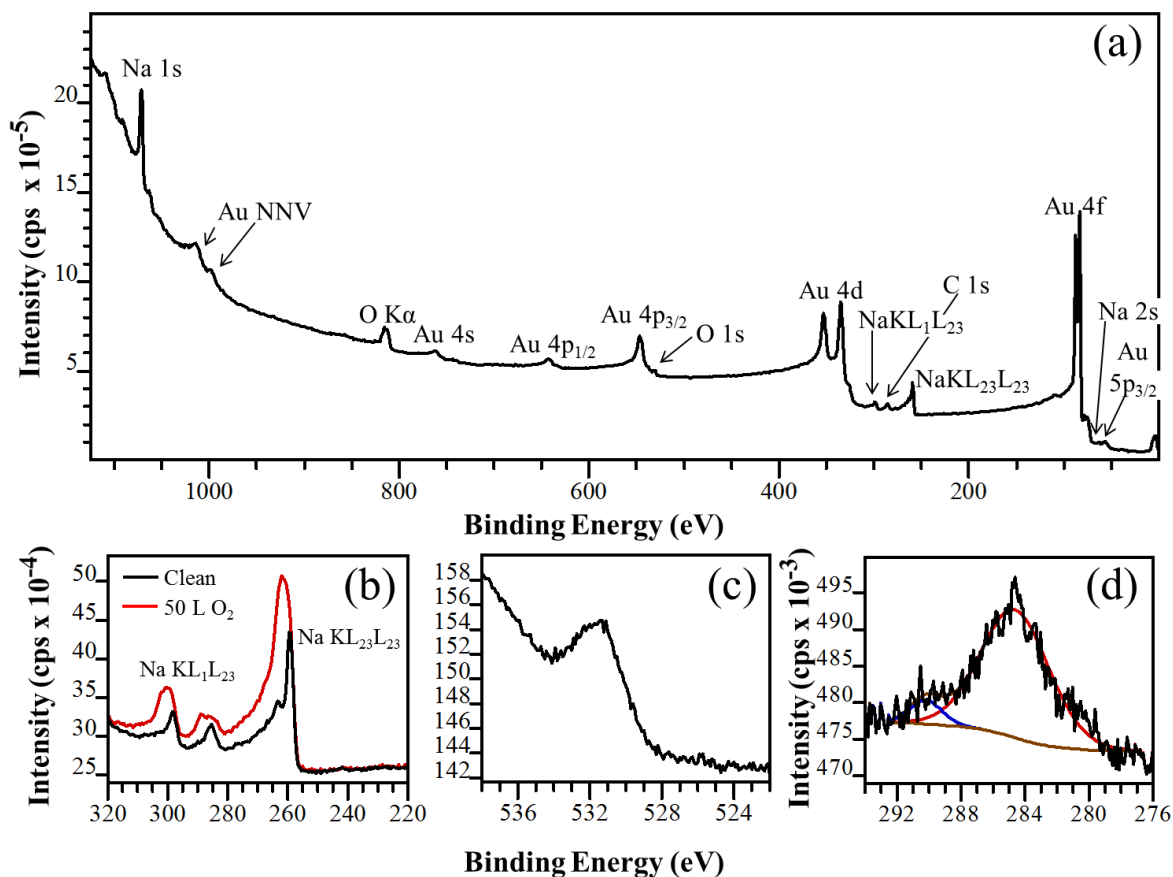 (a)
Na 1s
Au NNV
O Kα
Au 4s
Au 4p1/2
Au 4p3/2
O 1s
Au 4d
C 1s
NaKL1L23
NaKL23L23
Au 4f
Na 2s
Au
5p3/2
Intensity (cps x 10-5)
20
15
10
5
1000 800 600 400 200
Binding Energy (eV)
(b)
Clean
50 L O2
Na KL23L23
Na KL1L23
Intensity (cps x 10-4)
50
45
40
35
30
25
320 300 280 260 240 220
(c)
158
156
154
153
150
148
146
144
142
536 532 528 524
(d)
Intensity (cps x 10-3)
495
493
485
480
475
470
292 288 284 280 276
Binding Energy (eV)